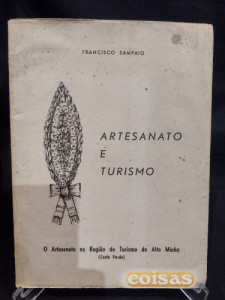 FRANCISCO SAMPAIO
ARTESANATO
E
TURISMO
O Artesanato na Região de Turismo do Alto Minho
(Costa Verde)
coisas